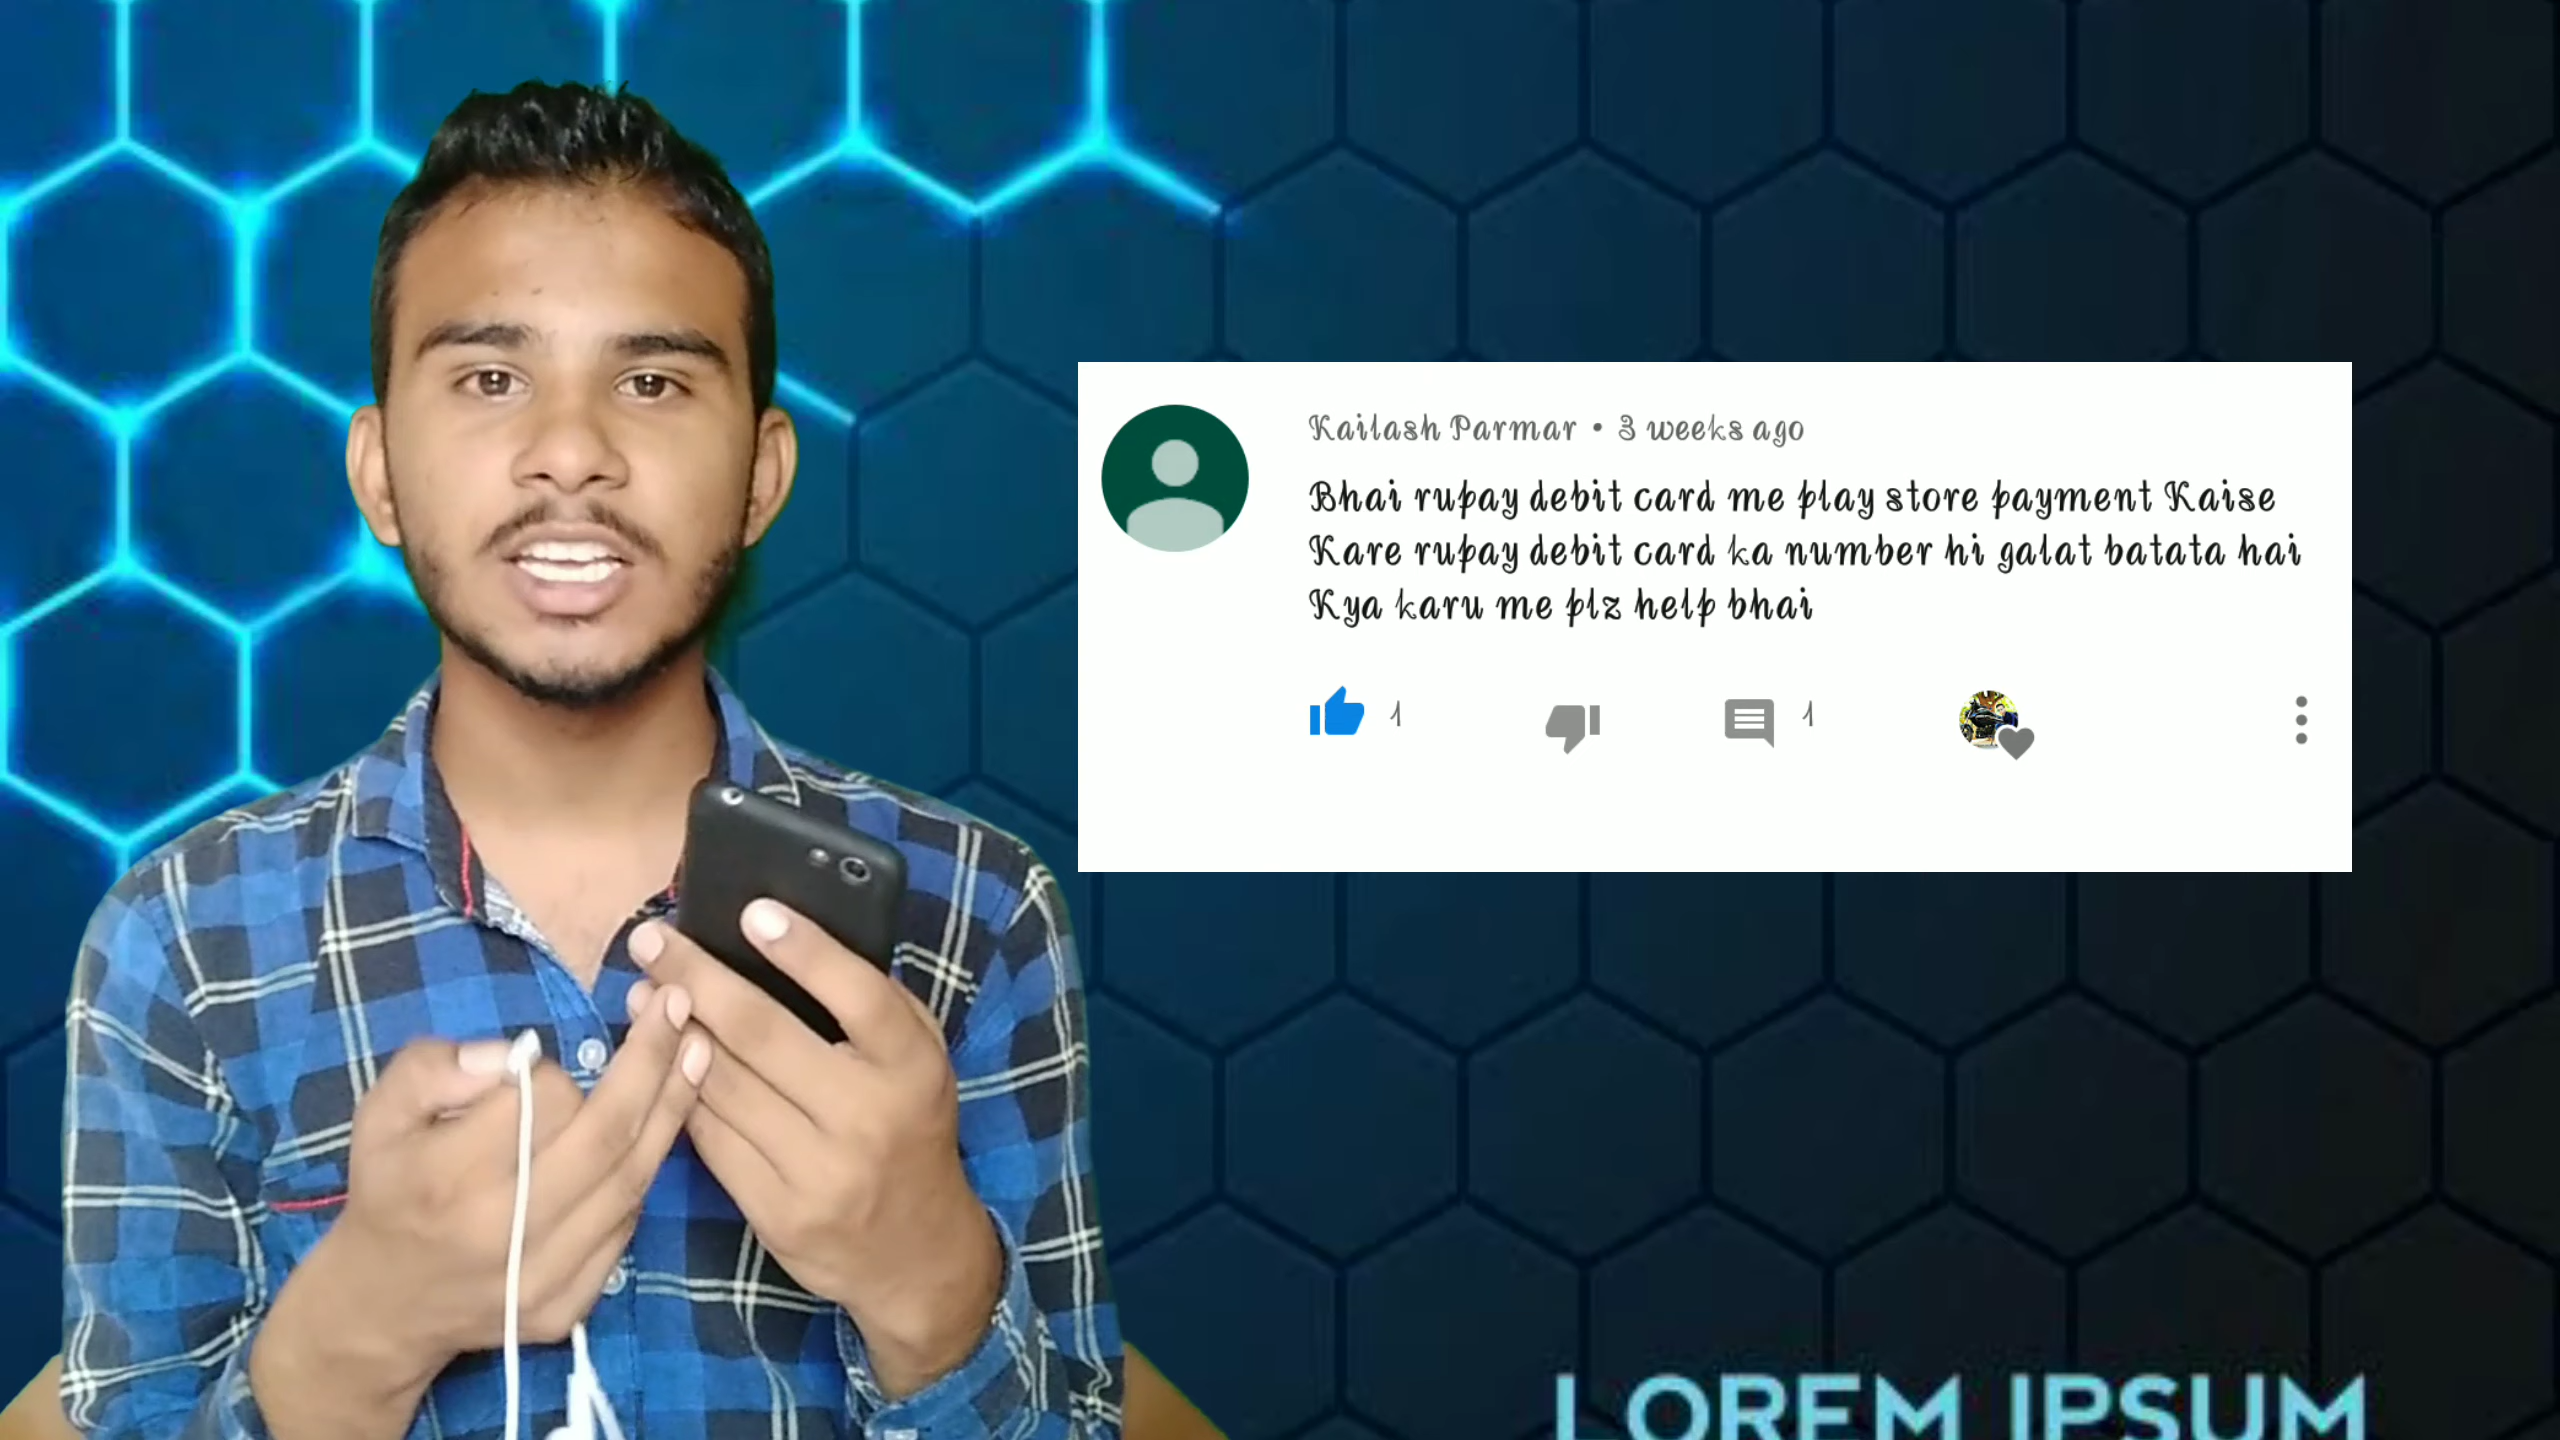 Kailash Parmar • 3 weeks ago
Bhai rupay debit card me play store payment Kaise
Kare rupay debit card ka number hi galat batata hai
Kya karu me plz help bhai
1
1
LOREM IPSUM